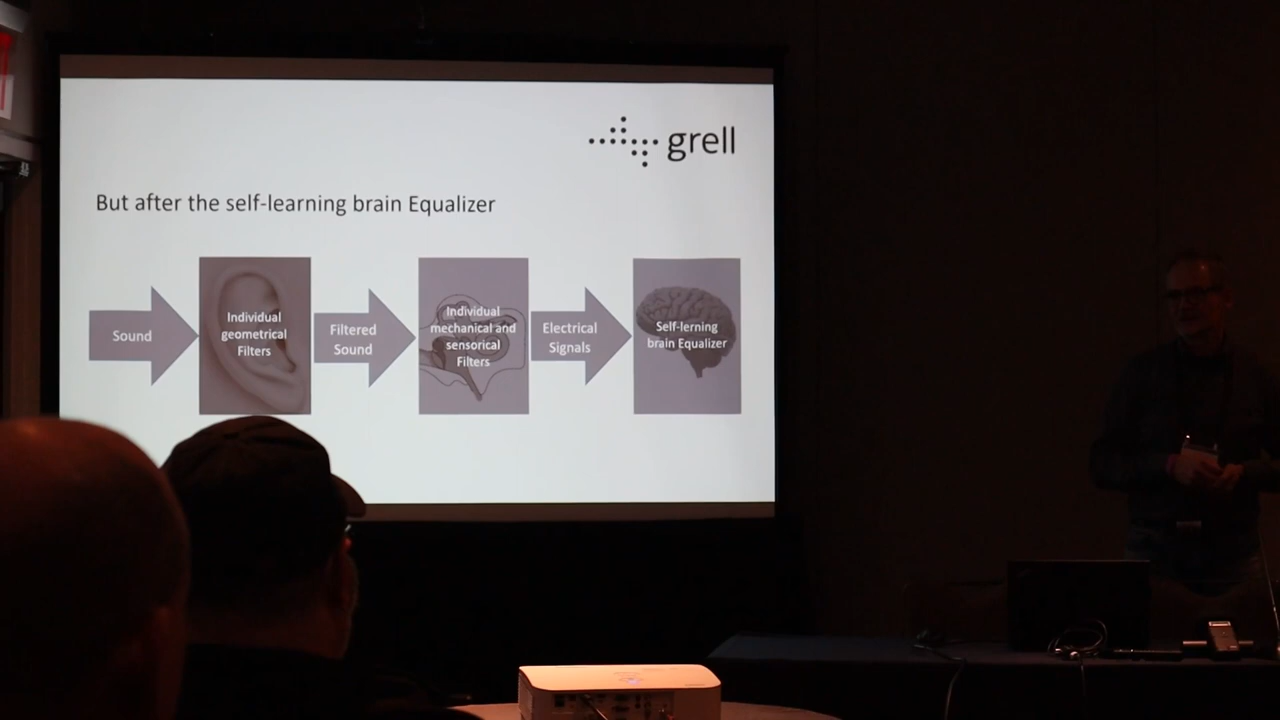 grell
But after the self-learning brain Equalizer
Sound
Individual
geometrical
Filters
Filtered
Sound
Individual
mechanical and
sensorical
Filters
Electrical
Signals
Self-lerning
brain Equalizer